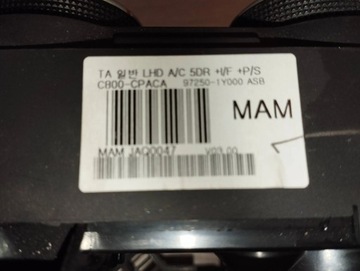 TA 일반 LHD A/C 5DR +I/F +P/S
C800-CPACA 97250-1Y000 ASB
MAM
MAM JAQ0047 V03.00